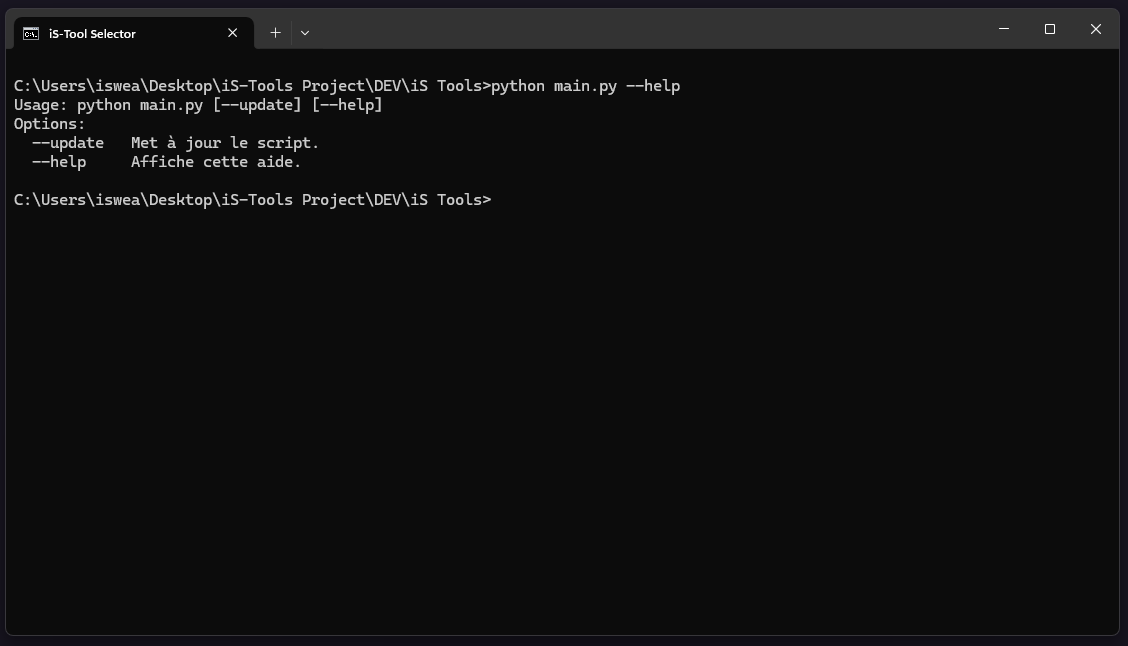 iS-Tool Selector
C:\Users\iswea\Desktop\iS-Tools Project\DEV\iS Tools>python main.py --help
Usage: python main.py [--update] [--help]
Options:
  --update   Met à jour le script.
  --help     Affiche cette aide.
C:\Users\iswea\Desktop\iS-Tools Project\DEV\iS Tools>